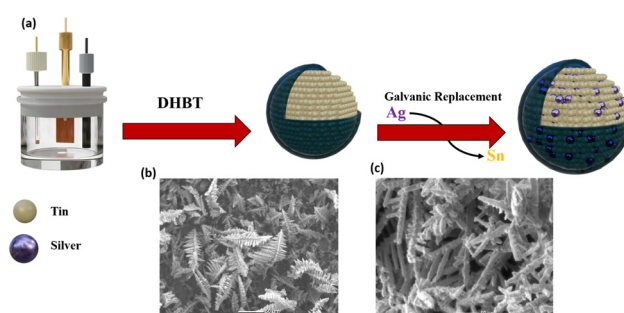 (a)
DHBT
Galvanic Replacement
Ag
Sn
(b)
(c)
Tin
Silver